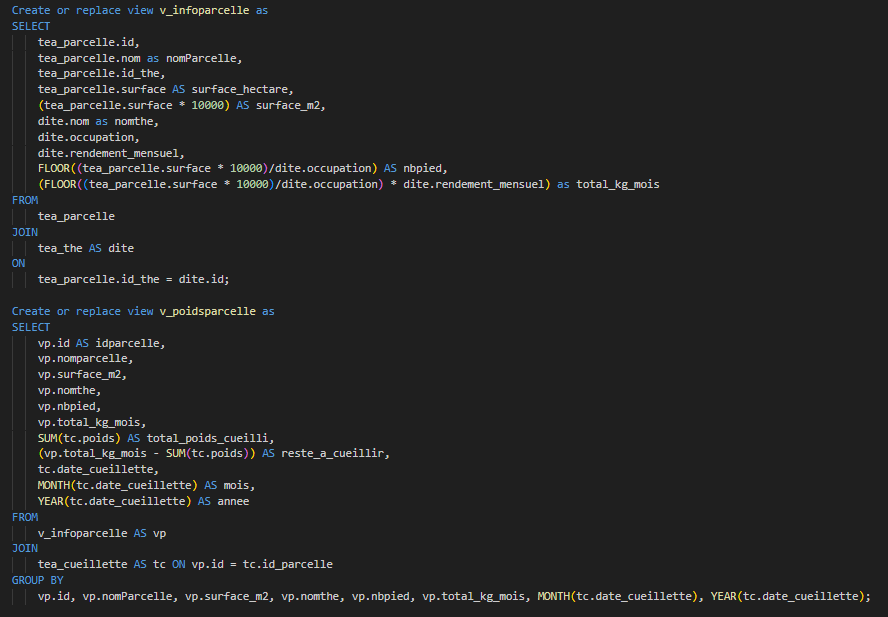 Create or replace view v_infoparcelle as
SELECT
tea_parcelle.id,
tea_parcelle.nom as nomParcelle,
tea_parcelle.id_the,
tea_parcelle.surface AS surface_hectare,
(tea_parcelle.surface * 10000) AS surface_m2,
dite.nom as nomthe,
dite.occupation,
dite.rendement_mensuel,
FLOOR((tea_parcelle.surface * 10000)/dite.occupation) AS nbpied,
(FLOOR((tea_parcelle.surface * 10000)/dite.occupation) * dite.rendement_mensuel) as total_kg_mois
FROM
tea_parcelle
JOIN
tea_the AS dite
ON
tea_parcelle.id_the = dite.id;
Create or replace view v_poidsparcelle as
SELECT
vp.id AS idparcelle,
vp.nomparcelle,
vp.surface_m2,
vp.nomthe,
vp.nbpied,
vp.total_kg_mois,
SUM(tc.poids) AS total_poids_cueilli,
(vp.total_kg_mois - SUM(tc.poids)) AS reste_a_cueillir,
tc.date_cueillette,
MONTH(tc.date_cueillette) AS mois,
YEAR(tc.date_cueillette) AS annee
FROM
v_infoparcelle AS vp
JOIN
tea_cueillette AS tc ON vp.id = tc.id_parcelle
GROUP BY
vp.id, vp.nomParcelle, vp.surface_m2, vp.nomthe, vp.nbpied, vp.total_kg_mois, MONTH(tc.date_cueillette), YEAR(tc.date_cueillette);